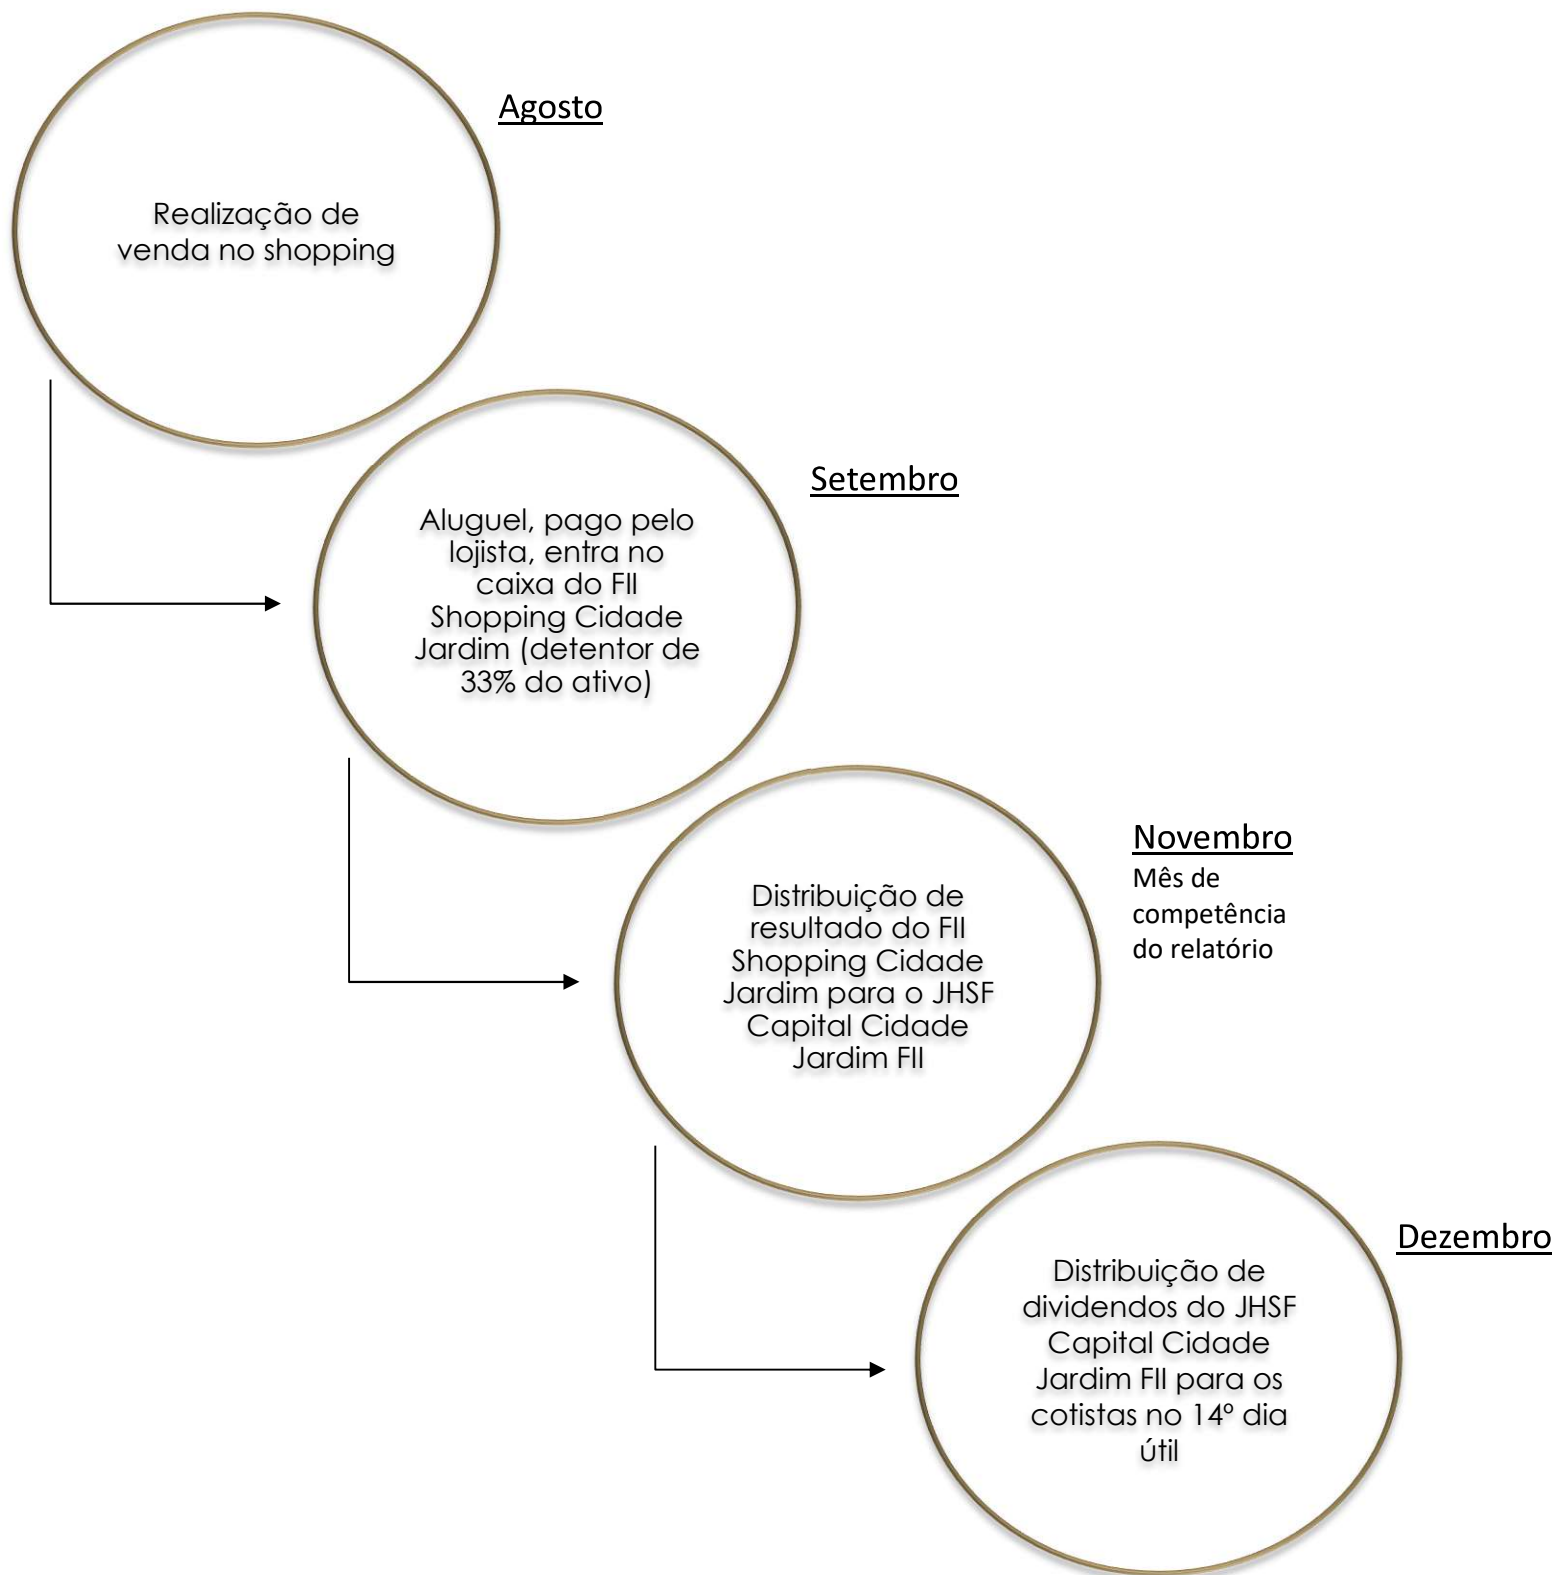 Agosto
Realização de
venda no shopping
Setembro
Aluguel, pago pelo
lojista, entra no
caixa do FII
Shopping Cidade
Jardim (detentor de
33% do ativo)
Novembro
Mês de
competência
do relatório
Distribuição de
resultado do FII
Shopping Cidade
Jardim para o JHSF
Capital Cidade
Jardim FII
Dezembro
Distribuição de
dividendos do JHSF
Capital Cidade
Jardim FII para os
cotistas no 14º dia
útil